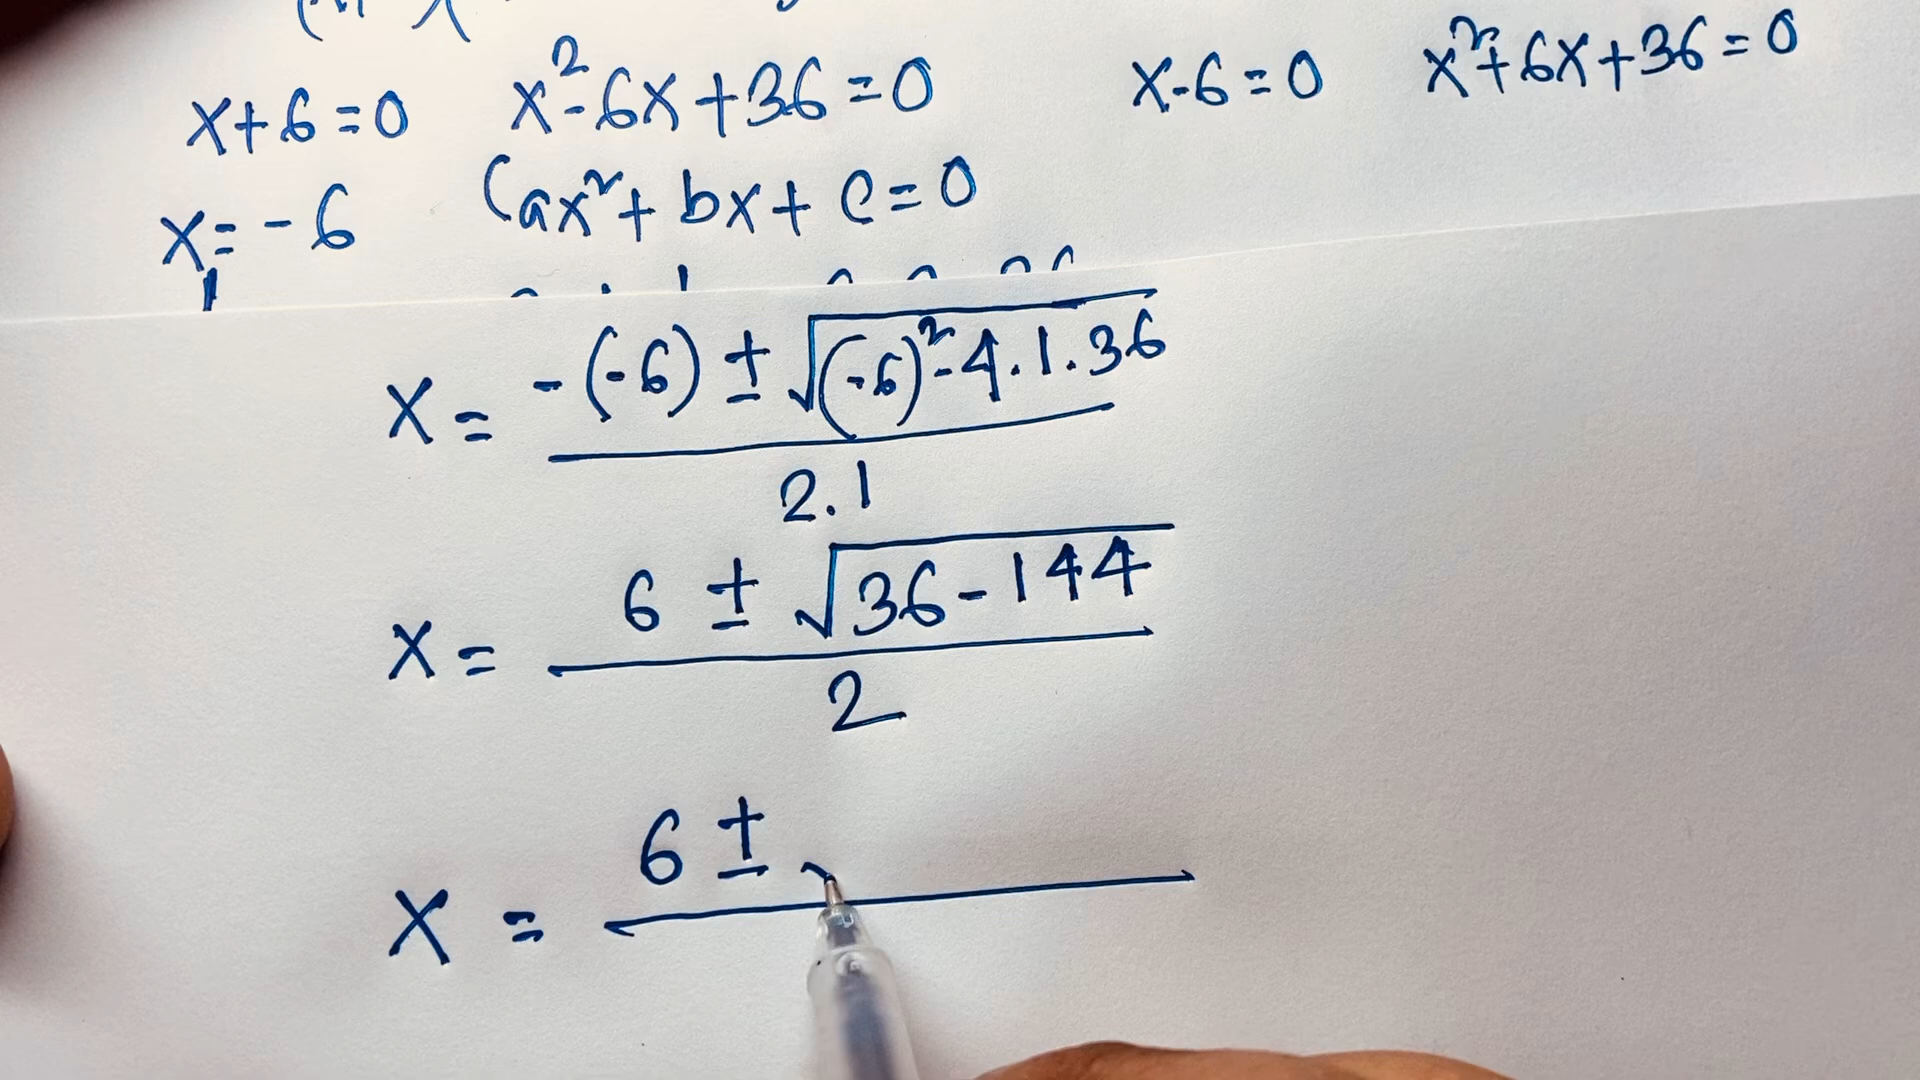 x+6=0 x²-6x+36=0 x-6=0 x²+6x+36=0
x=-6 (ax²+bx+c=0
x= -(-6) ± √(-6)²-4.1.36
2.1
x= 6 ± √36-144
2
x = 6 ±